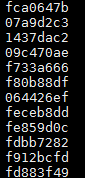 fca0647b
07a9d2c3
1437dac2
09c470ae
f733a666
f80b88df
064426ef
feceb8dd
fe859d0c
fdbb7282
f912bcfd
fd883f49